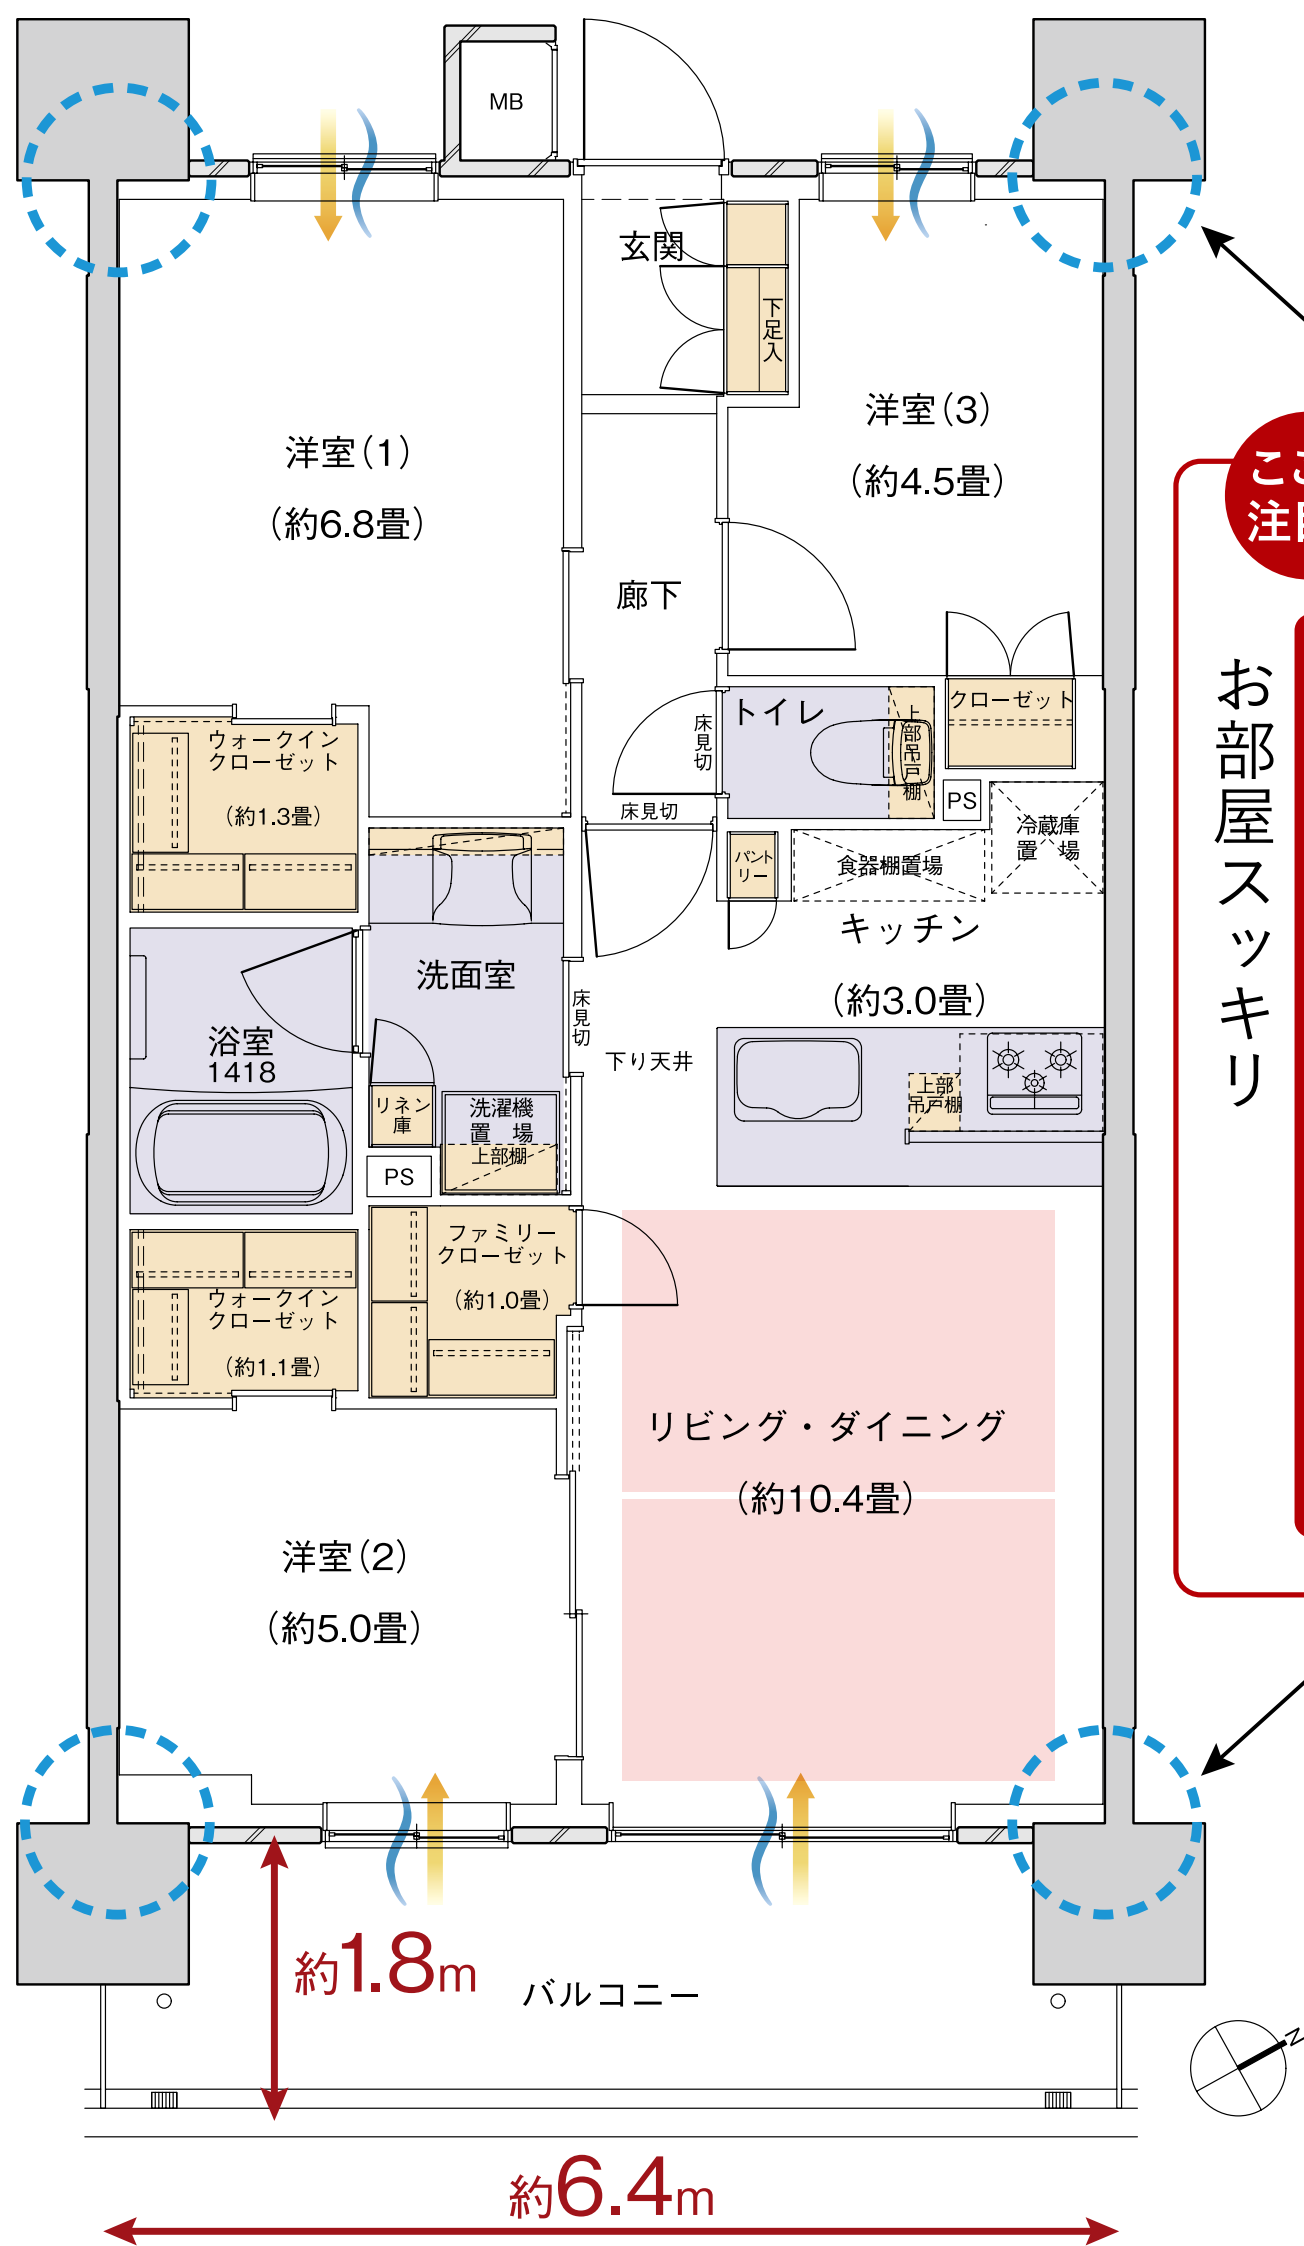 MB
玄関
下足入
洋室(1)
(約6.8畳)
洋室(3)
(約4.5畳)
廊下
お部屋スッキリ
ウォークイン
クローゼット
(約1.3畳)
床見切
トイレ
上部吊戸棚
クローゼット
PS
床見切
パント
リー
食器棚置場
冷蔵庫
置 場
キッチン
(約3.0畳)
洗面室
床見切
浴室
1418
下り天井
リネン
庫
洗濯機
置 場
上部棚
上部
吊戸棚
PS
ファミリー
クローゼット
(約1.0畳)
ウォークイン
クローゼット
(約1.1畳)
リビング・ダイニング
(約10.4畳)
洋室(2)
(約5.0畳)
約1.8m
バルコニー
N
約6.4m